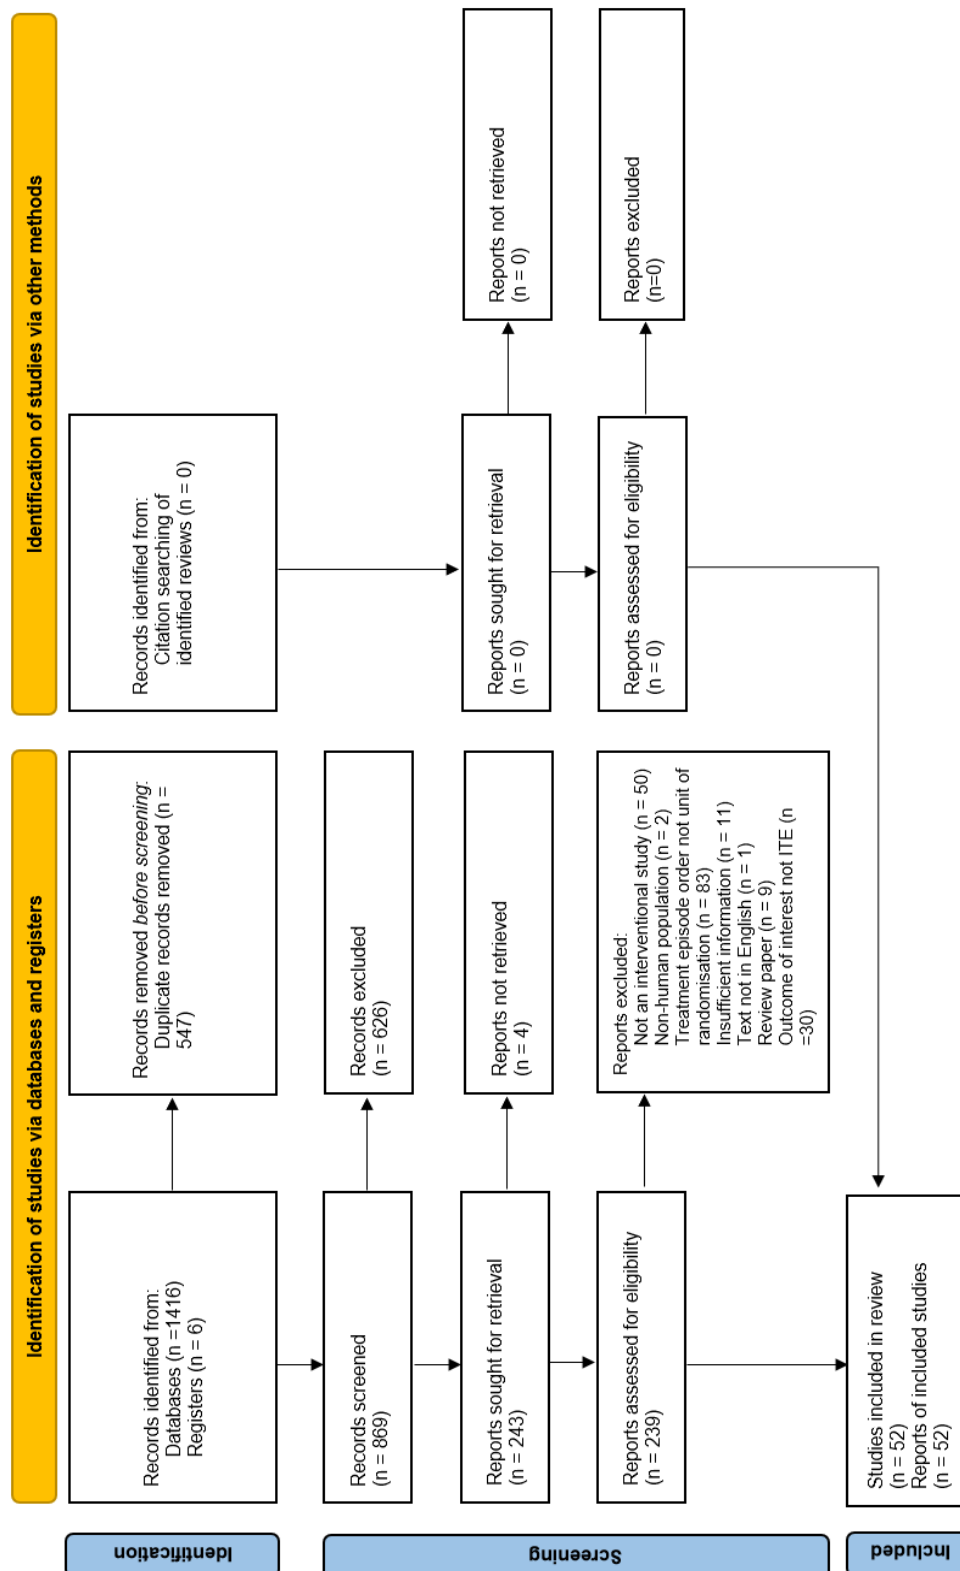 Identification of studies via databases and registers
Identification of studies via other methods
Identification
Records identified from:
Databases (n =1416)
Registers (n = 6)
Records removed before screening:
Duplicate records removed (n =
547)
Records identified from:
Citation searching of
identified reviews (n = 0)
Screening
Records screened
(n = 869)
Records excluded
(n = 626)
Reports sought for retrieval
(n = 243)
Reports not retrieved
(n = 4)
Reports sought for retrieval
(n = 0)
Reports not retrieved
(n = 0)
Reports assessed for eligibility
(n = 239)
Reports excluded:
Not an interventional study (n = 50)
Non-human population (n = 2)
Treatment episode order not unit of
randomisation (n = 83)
Insufficient information (n = 11)
Text not in English (n = 1)
Review paper (n = 9)
Outcome of interest not ITE (n
=30)
Reports assessed for eligibility
(n = 0)
Reports excluded
(n=0)
Included
Studies included in review
(n = 52)
Reports of included studies
(n = 52)